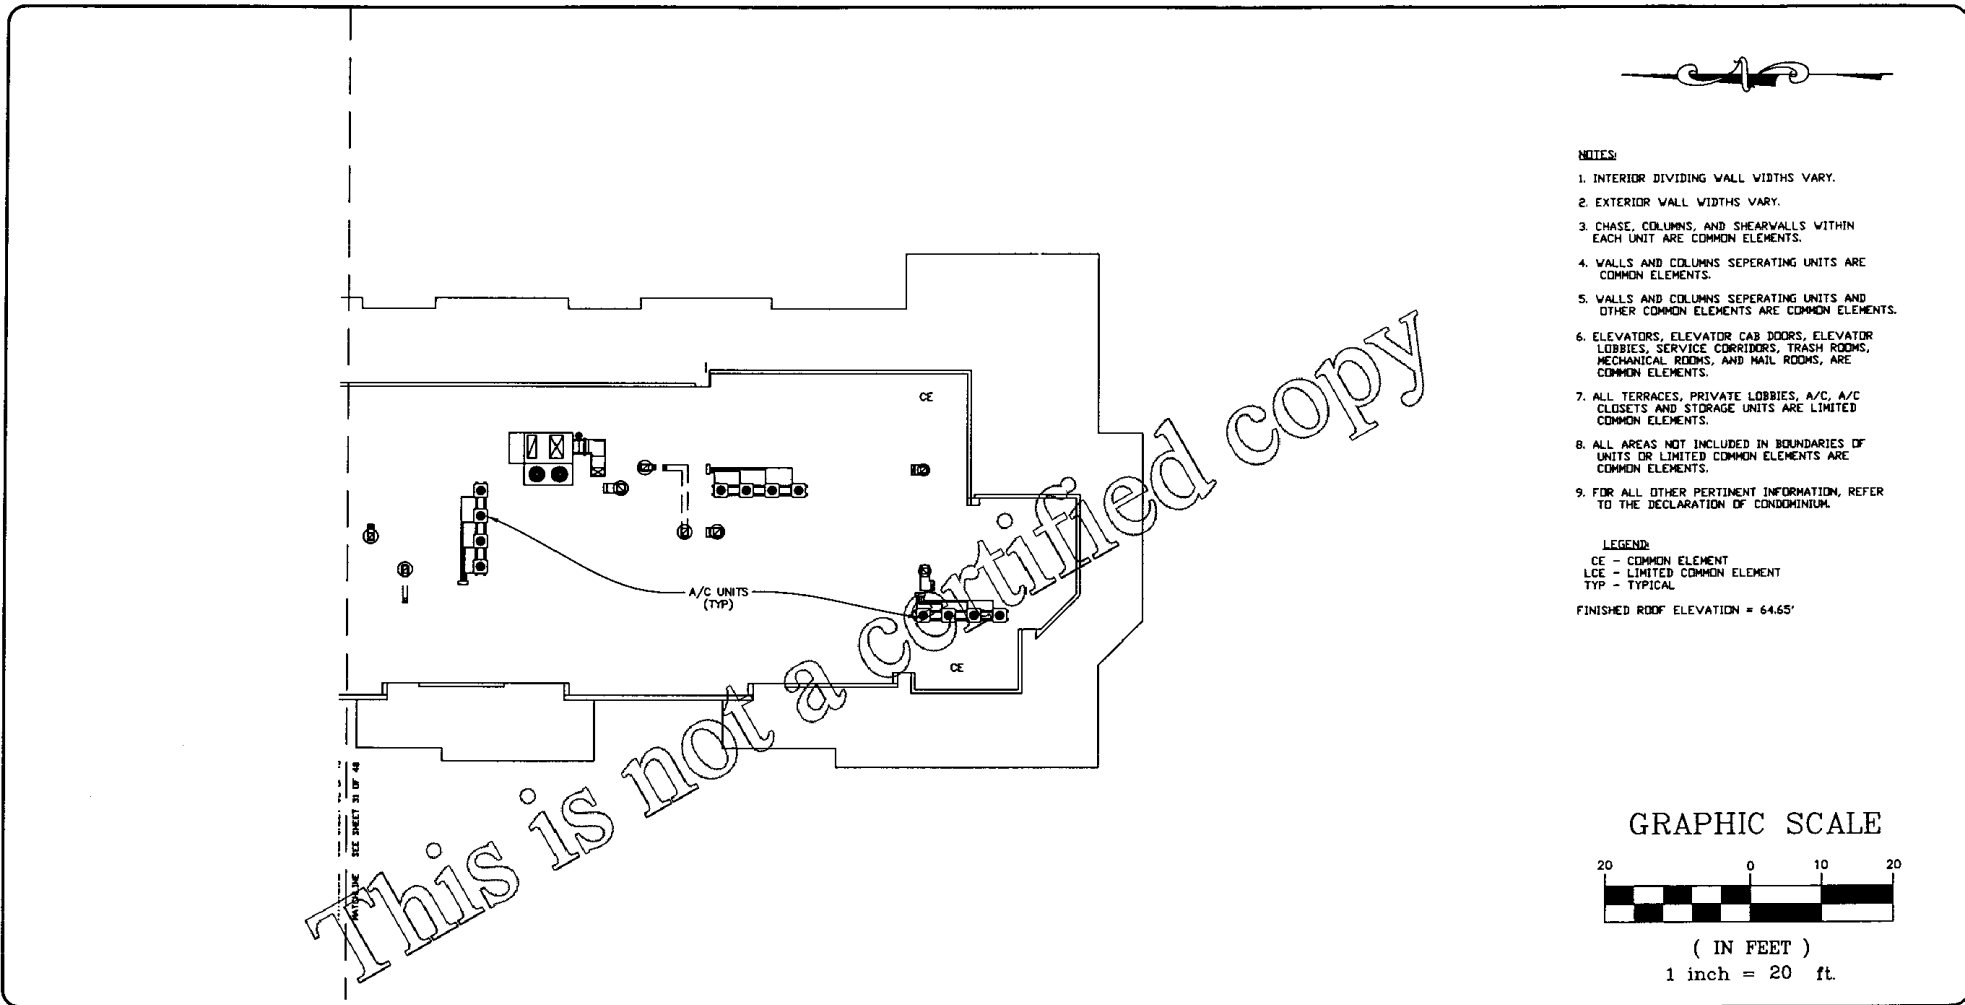 NOTES:
1. INTERIOR DIVIDING WALL WIDTHS VARY.
2. EXTERIOR WALL WIDTHS VARY.
3. CHASE, COLUMNS, AND SHEARWALLS WITHIN
EACH UNIT ARE COMMON ELEMENTS.
4. WALLS AND COLUMNS SEPERATING UNITS ARE
COMMON ELEMENTS.
5. WALLS AND COLUMNS SEPERATING UNITS AND
OTHER COMMON ELEMENTS ARE COMMON ELEMENTS.
6. ELEVATORS, ELEVATOR CAB DOORS, ELEVATOR
LOBBIES, SERVICE CORRIDORS, TRASH ROOMS,
MECHANICAL ROOMS, AND MAIL ROOMS, ARE
COMMON ELEMENTS.
7. ALL TERRACES, PRIVATE LOBBIES, A/C, A/C
CLOSETS AND STORAGE UNITS ARE LIMITED
COMMON ELEMENTS.
8. ALL AREAS NOT INCLUDED IN BOUNDARIES OF
UNITS OR LIMITED COMMON ELEMENTS ARE
COMMON ELEMENTS.
9. FOR ALL OTHER PERTINENT INFORMATION, REFER
TO THE DECLARATION OF CONDOMINIUM.
LEGEND:
CE - COMMON ELEMENT
LCE - LIMITED COMMON ELEMENT
TYP - TYPICAL
FINISHED ROOF ELEVATION = 64.65'
CE
A/C UNITS
(TYP)
CE
MATCHLINE SEE SHEET 31 OF 48
This is not a certified copy
GRAPHIC SCALE
20 0 10 20
( IN FEET )
1 inch = 20 ft.